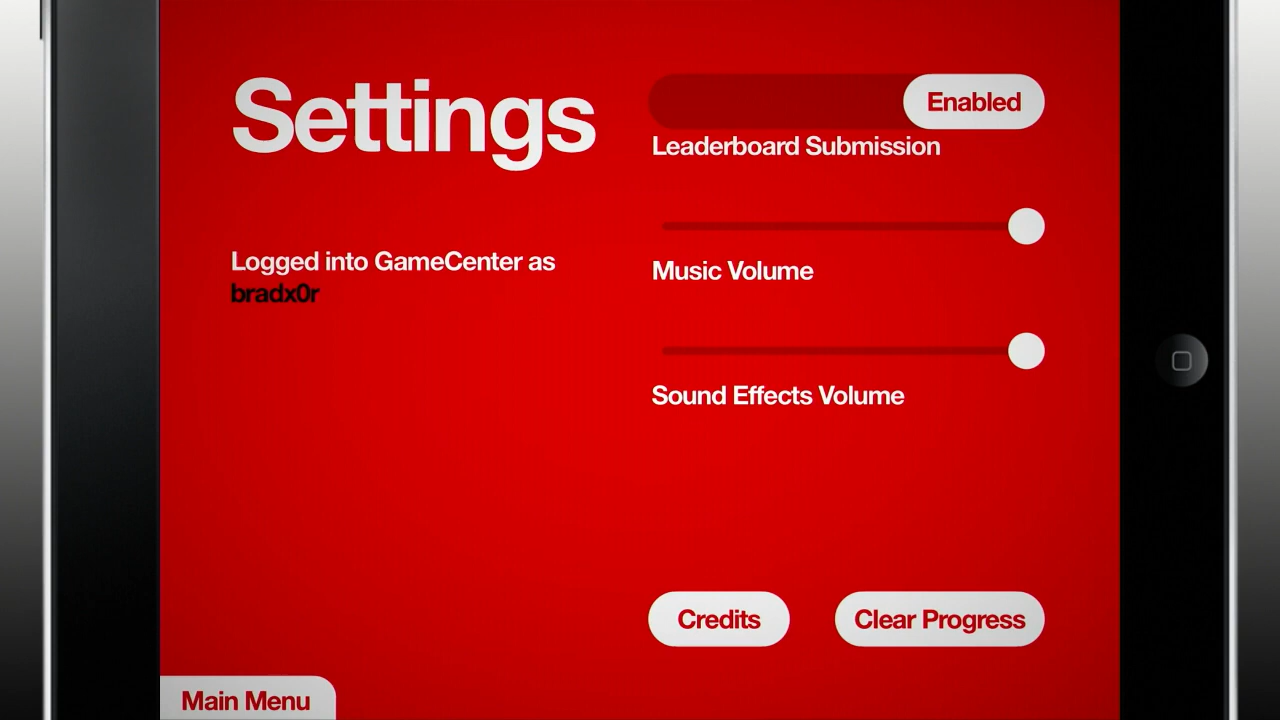 Settings
Logged into GameCenter as
bradx0r
Enabled
Leaderboard Submission
Music Volume
Sound Effects Volume
Credits
Clear Progress
Main Menu